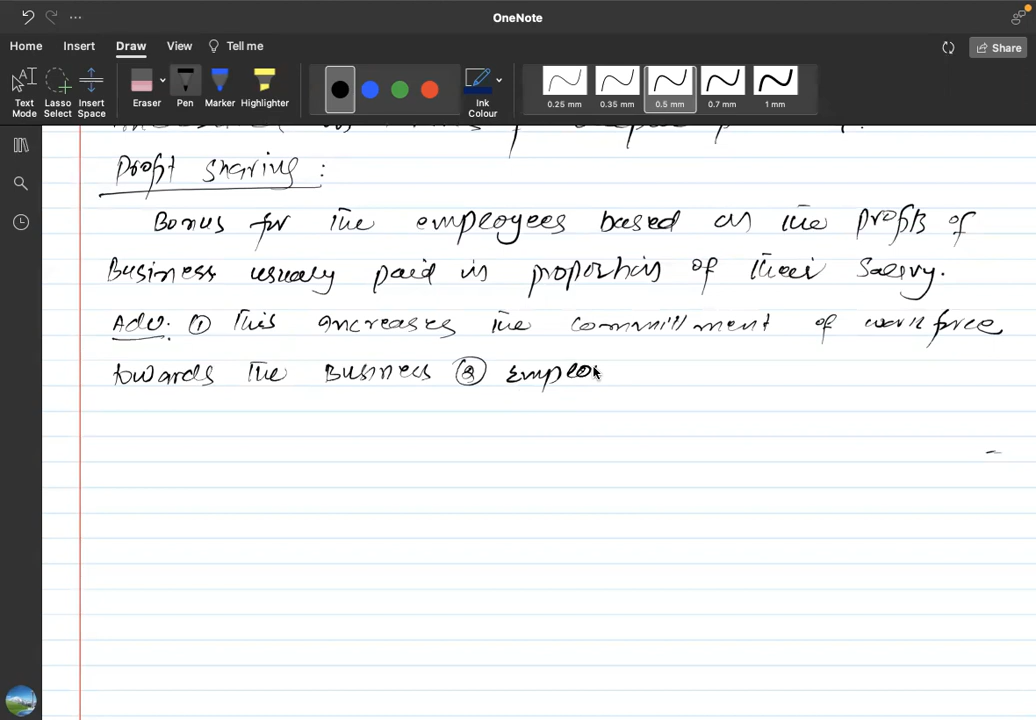 OneNote
Home Insert Draw View Tell me
Share
Text Mode
Lasso Select
Insert Space
Eraser
Pen
Marker
Highlighter
Ink Colour
0.25 mm
0.35 mm
0.5 mm
0.7 mm
1 mm
Profit sharing :
Bonus for the employees based on the profits of
Business usually paid in proportion of their Salary.
Adv: ① This increases the committment of workforce
towards the Business ② Emplo